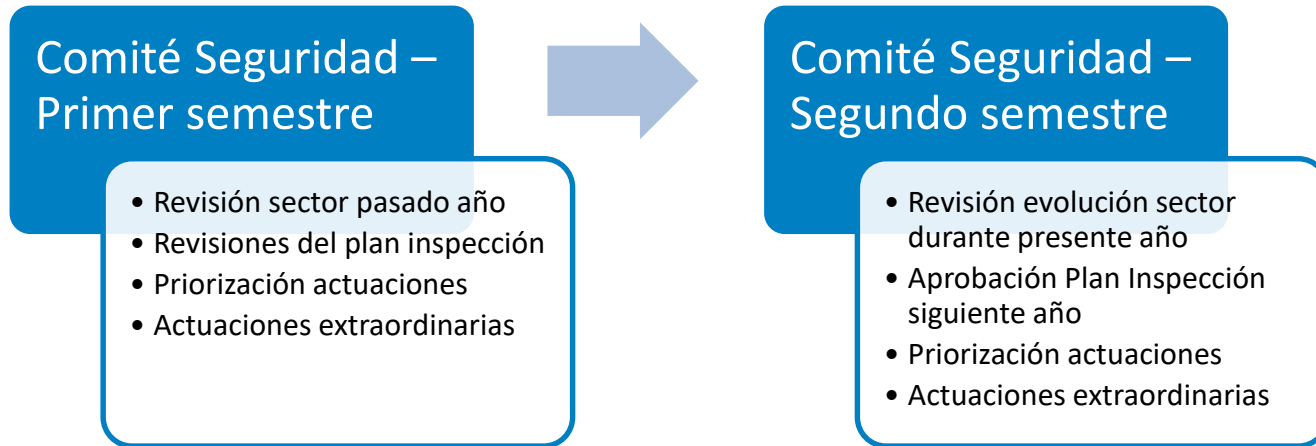 Comité Seguridad –
Primer semestre
• Revisión sector pasado año
• Revisiones del plan inspección
• Priorización actuaciones
• Actuaciones extraordinarias
Comité Seguridad –
Segundo semestre
• Revisión evolución sector
durante presente año
• Aprobación Plan Inspección
siguiente año
• Priorización actuaciones
• Actuaciones extraordinarias